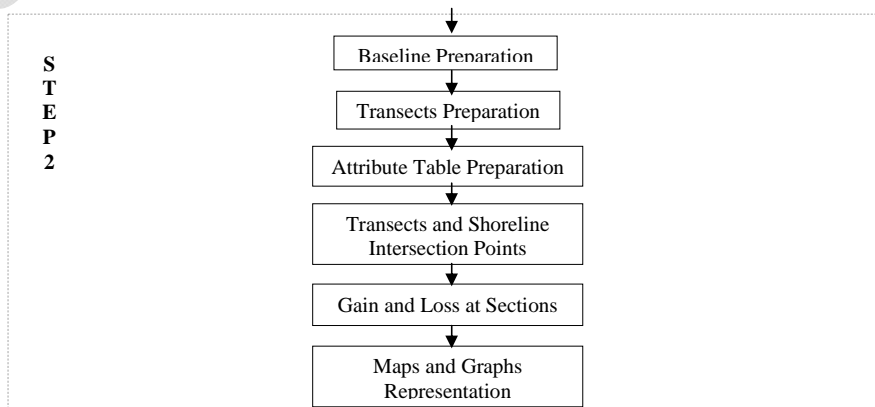 S
T
E
P
2
Baseline Preparation
Transects Preparation
Attribute Table Preparation
Transects and Shoreline
Intersection Points
Gain and Loss at Sections
Maps and Graphs
Representation